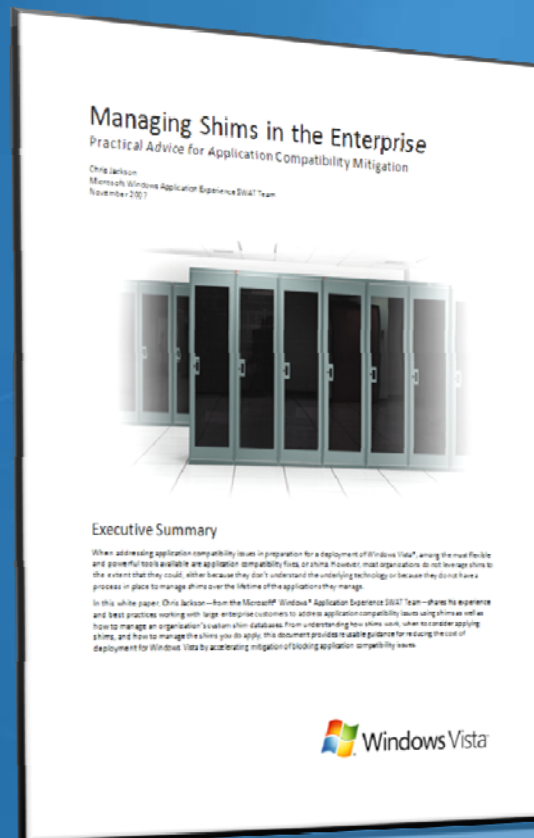 Managing Shims in the Enterprise
Practical Advice for Application Compatibility Mitigation
Chris Jackson
Microsoft Windows Application Experience SWAT Team
November 2007
Executive Summary
When addressing application compatibility issues in preparation for a deployment of Windows Vista®, among the most flexible
and powerful tools available are application compatibility fixes, or shims. However, most organizations do not leverage shims to
the extent that they could, either because they don't understand the underlying technology or because they do not have a
process in place to manage shims over the lifetime of the applications they manage.
In this white paper, Chris Jackson—from the Microsoft® Windows® Application Experience SWAT Team—shares his experience
and best practices working with large enterprise customers to address application compatibility issues using shims as well as
how to manage an organization's custom shim databases. From understanding how shims work, when to consider applying
shims, and how to manage the shims you do apply, this document provides reusable guidance for reducing the cost of
deployment for Windows Vista by accelerating mitigation of blocking application compatibility issues.
Windows Vista